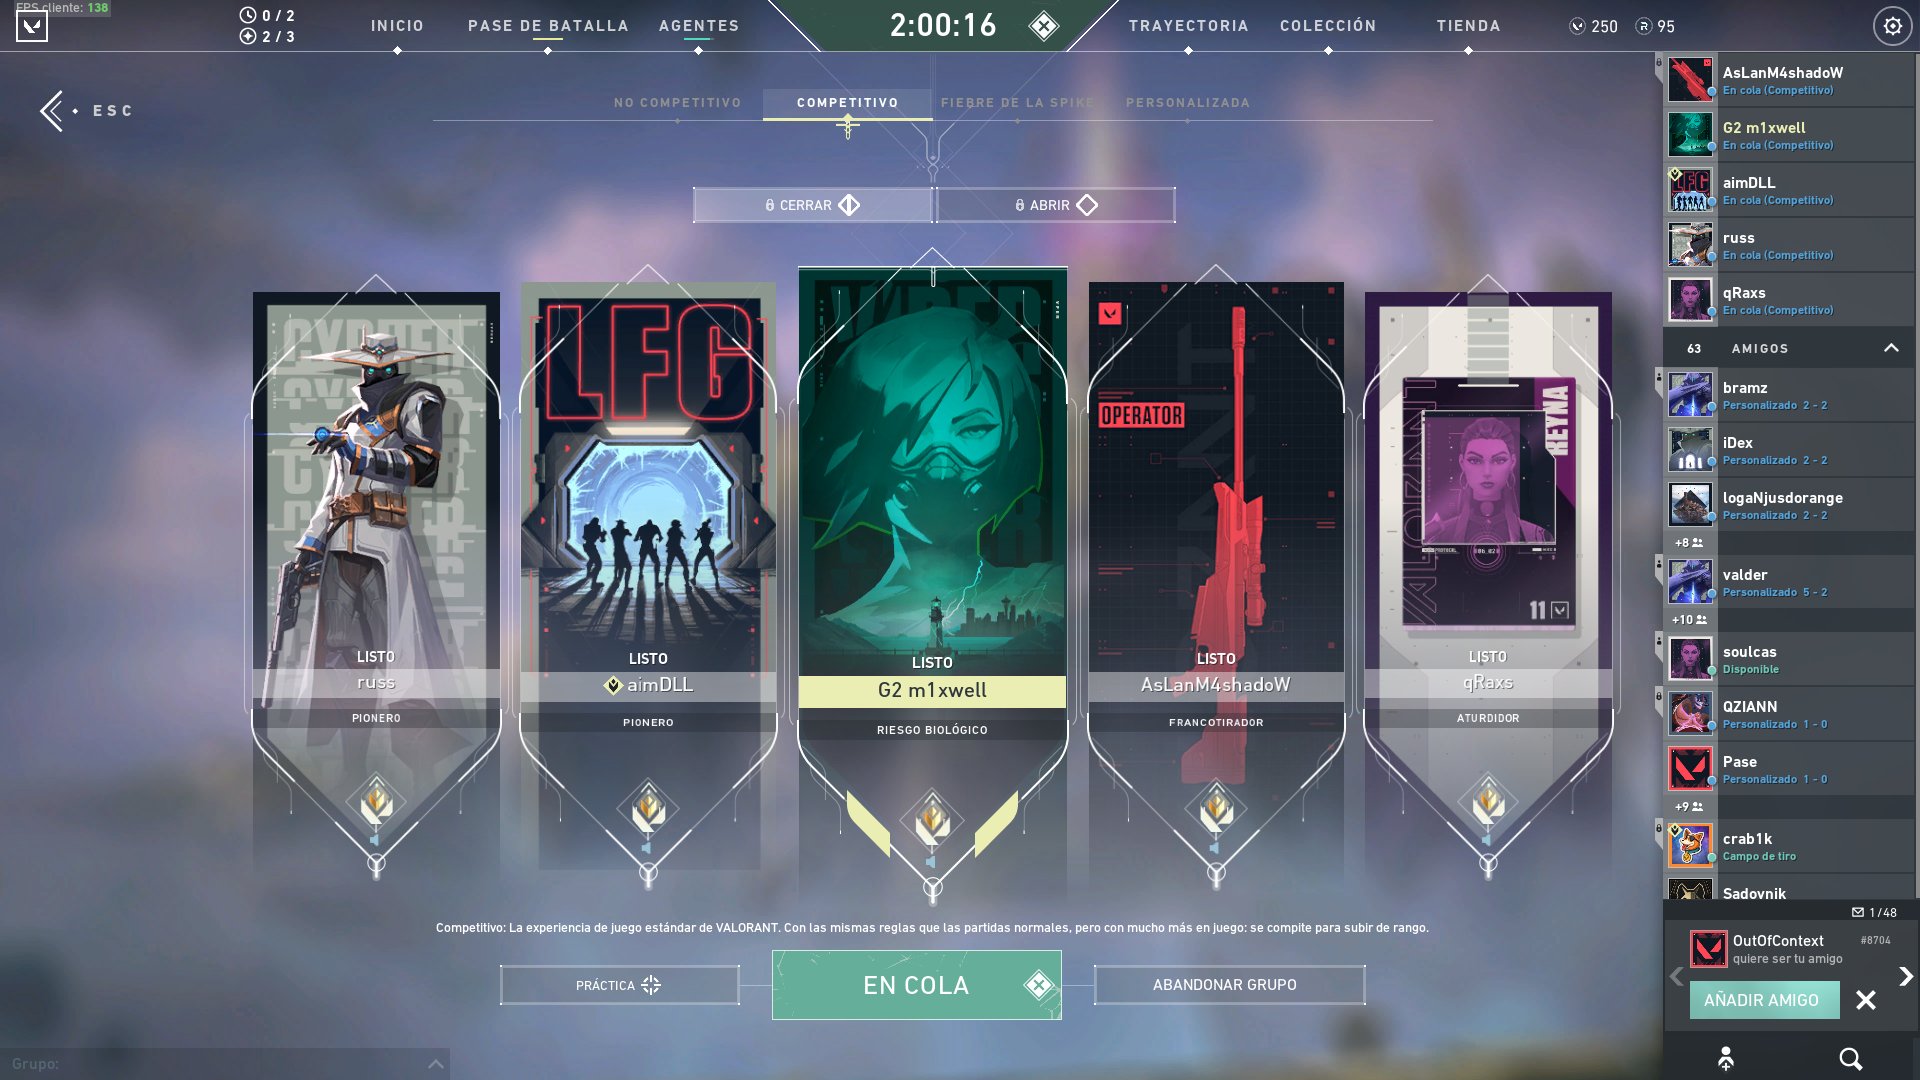 FPS cliente: 138
0 / 2
2 / 3
INICIO
PASE DE BATALLA
AGENTES
2:00:16
TRAYECTORIA
COLECCIÓN
TIENDA
250
95
ESC
NO COMPETITIVO
COMPETITIVO
FIEBRE DE LA SPIKE
PERSONALIZADA
CERRAR
ABRIR
CYPHER
LISTO
russ
PIONERO
LFG
LISTO
aimDLL
PIONERO
VIPER
LISTO
G2 m1xwell
RIESGO BIOLÓGICO
OPERATOR
LISTO
AsLanM4shadoW
FRANCOTIRADOR
REYNA
VALORANT
11
LISTO
qRaxs
ATURDIDOR
Competitivo: La experiencia de juego estándar de VALORANT. Con las mismas reglas que las partidas normales, pero con mucho más en juego: se compite para subir de rango.
PRÁCTICA
EN COLA
ABANDONAR GRUPO
Grupo:
AsLanM4shadoW
En cola (Competitivo)
G2 m1xwell
En cola (Competitivo)
aimDLL
En cola (Competitivo)
russ
En cola (Competitivo)
qRaxs
En cola (Competitivo)
63 AMIGOS
bramz
Personalizado 2 - 2
iDex
Personalizado 2 - 2
logaNjusdorange
Personalizado 2 - 2
+8
valder
Personalizado 5 - 2
+10
soulcas
Disponible
QZIANN
Personalizado 1 - 0
Pase
Personalizado 1 - 0
+9
crab1k
Campo de tiro
Sadovnik
1/48
OutOfContext #8704
quiere ser tu amigo
AÑADIR AMIGO